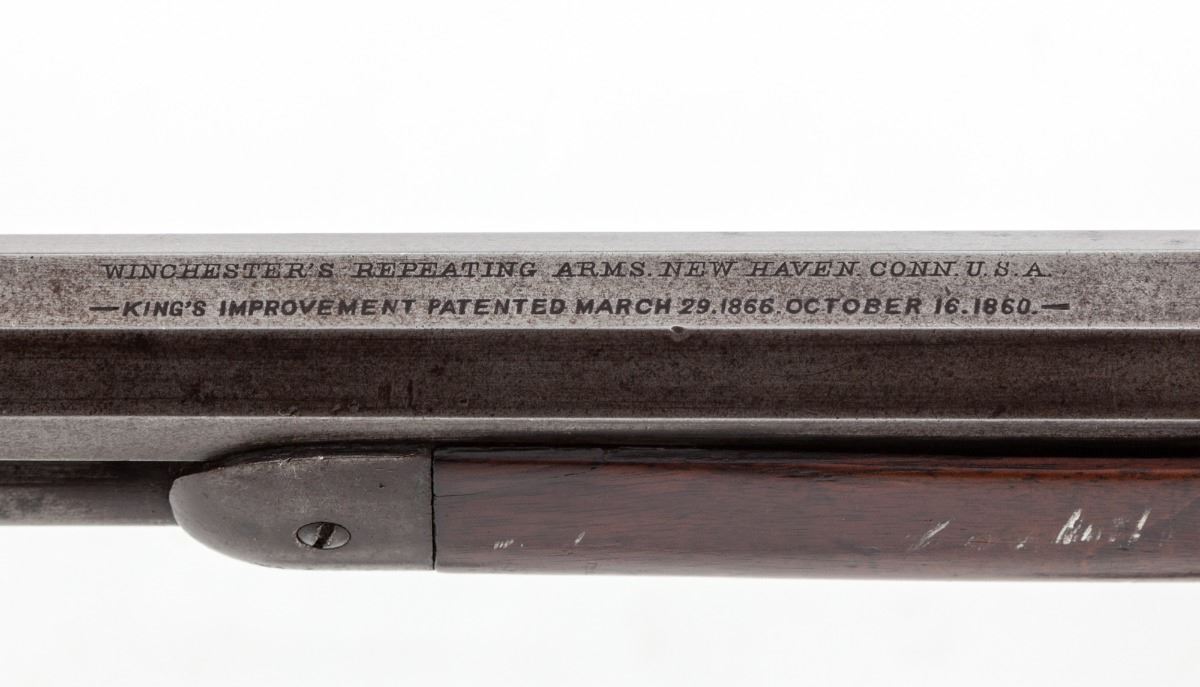 WINCHESTER'S REPEATING ARMS. NEW HAVEN. CONN. U.S.A.
—KING'S IMPROVEMENT PATENTED MARCH 29.1866. OCTOBER 16.1860.—